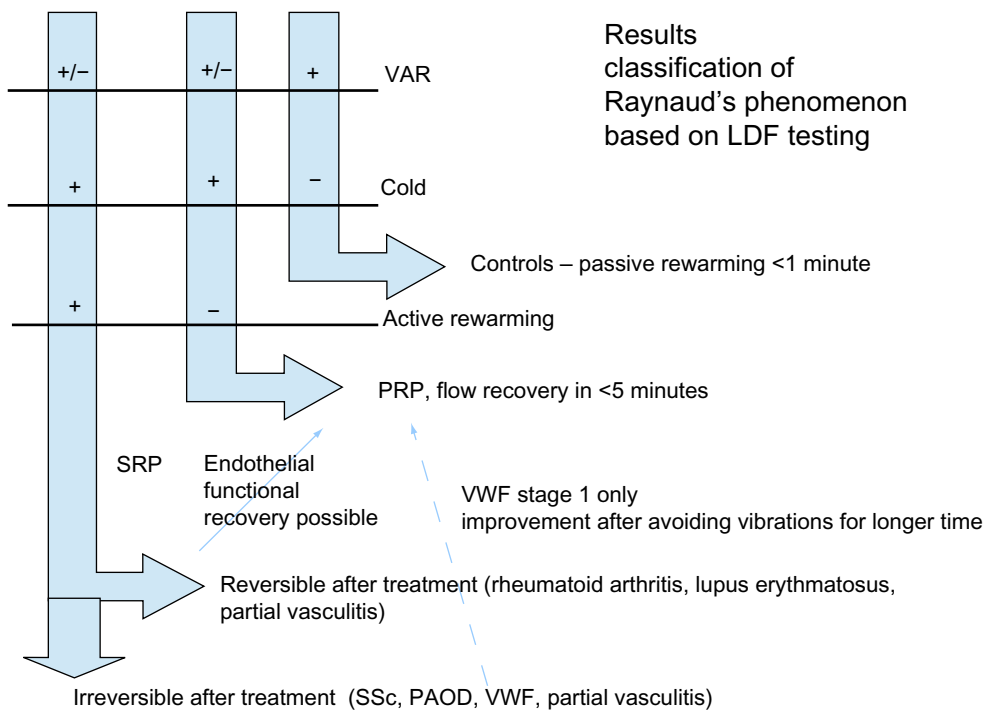 Results
classification of
Raynaud’s phenomenon
based on LDF testing
+/− +/− + VAR
+ + − Cold
Controls – passive rewarming <1 minute
+ − Active rewarming
PRP, flow recovery in <5 minutes
SRP
Endothelial
functional
recovery possible
VWF stage 1 only
improvement after avoiding vibrations for longer time
Reversible after treatment (rheumatoid arthritis, lupus erythmatosus,
partial vasculitis)
Irreversible after treatment (SSc, PAOD, VWF, partial vasculitis)